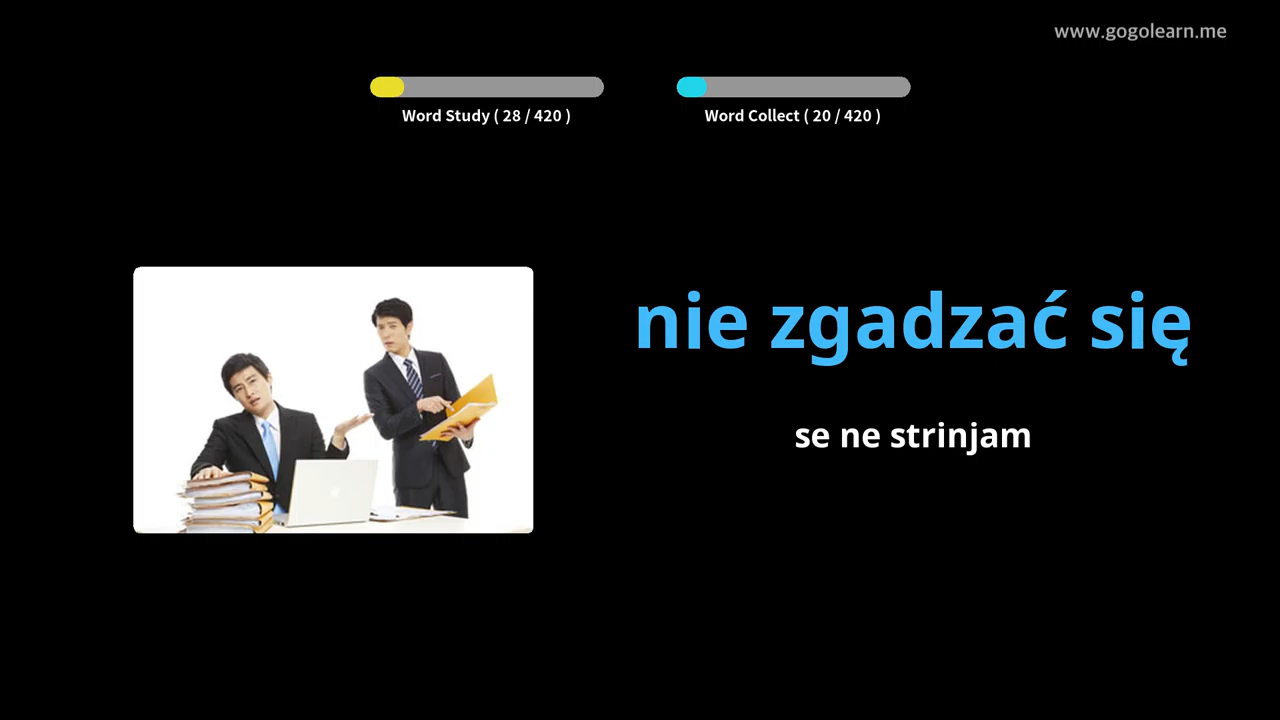 www.gogolearn.me
Word Study ( 28 / 420 )
Word Collect ( 20 / 420 )
nie zgadzać się
se ne strinjam